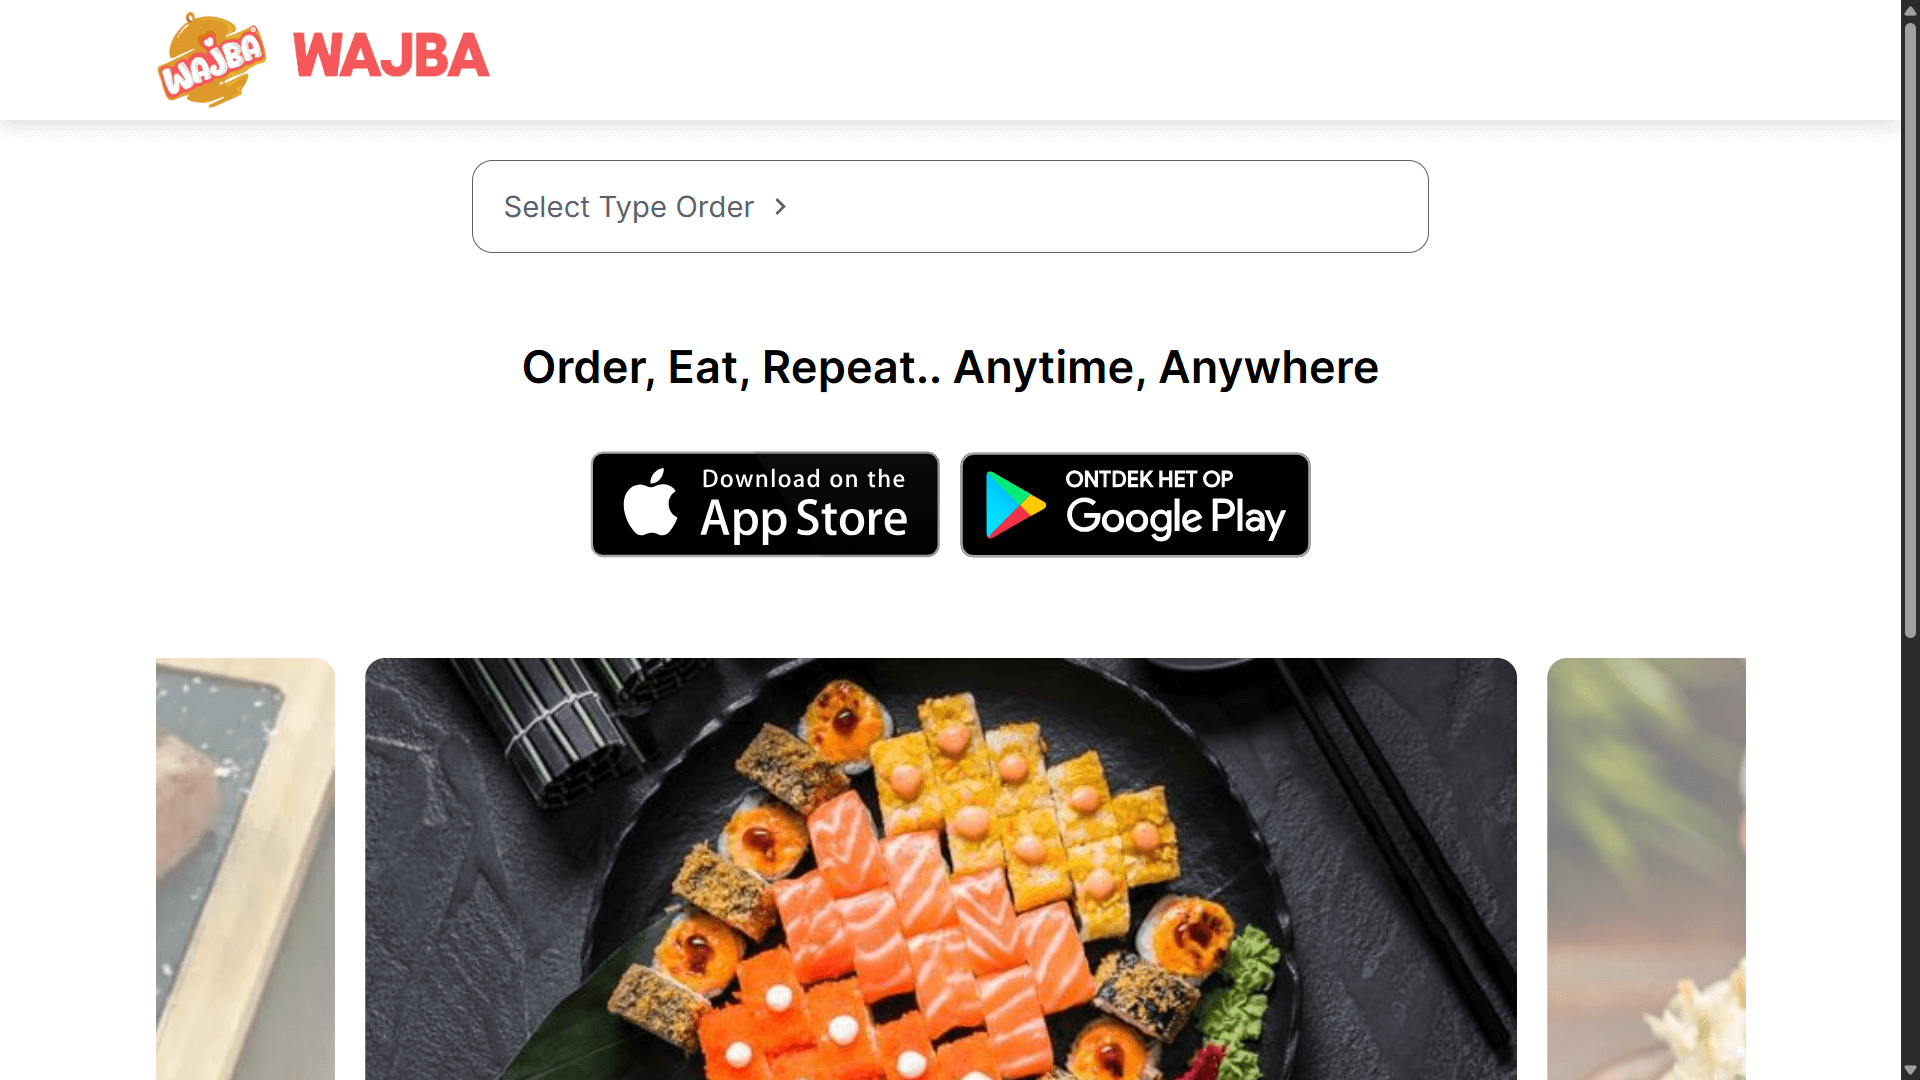 WAJBA
WAJBA
Select Type Order
Order, Eat, Repeat.. Anytime, Anywhere
Download on the
App Store
ONTDEK HET OP
Google Play